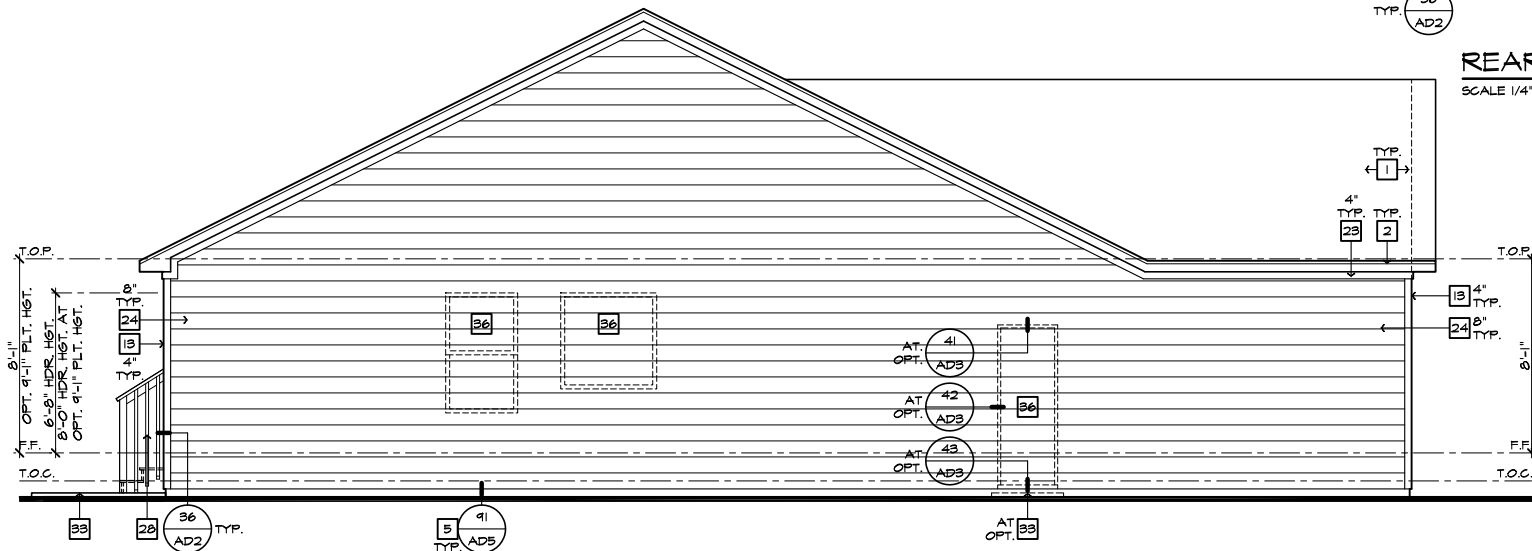 TYP.
AD2
REAR
SCALE 1/4"
TYP.
1
4"
TYP.
TYP.
23
2
T.O.P.
T.O.P.
8'-1"
OPT. 9'-1" PLT. HGT.
6'-8" HDR. HGT.
8'-0" HDR. HGT. AT
OPT. 9'-1" PLT. HGT.
8"
TYP.
24
13
4"
TYP.
36
36
13
4"
TYP.
24
8"
TYP.
8'-1"
AT
OPT.
41
AD3
AT
OPT.
42
AD3
36
AT
OPT.
43
AD3
F.F.
F.F.
T.O.C.
T.O.C.
33
28
36
AD2
TYP.
5
TYP.
91
AD5
AT
OPT.
33